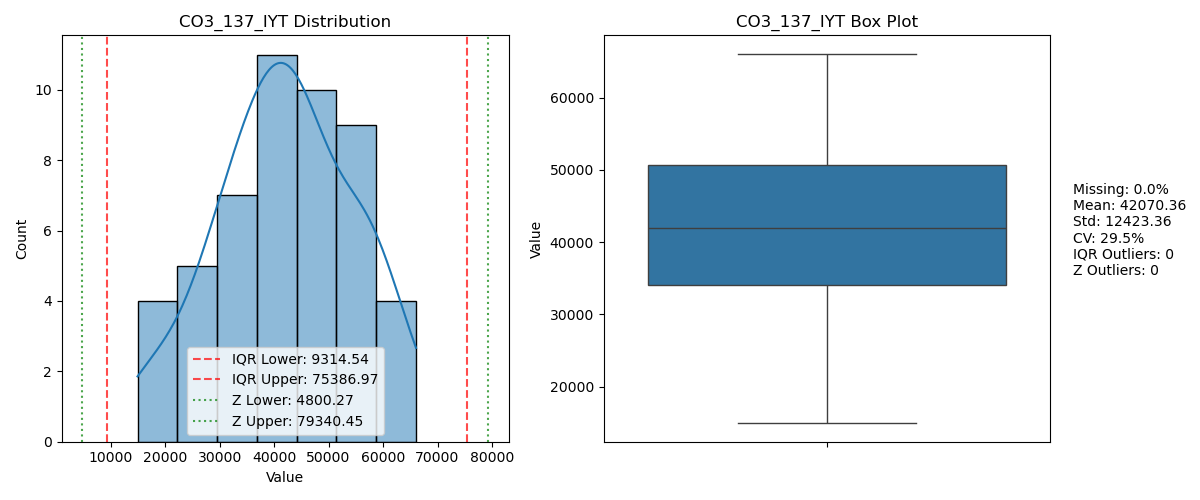 CO3_137_IYT Distribution
Count
10
8
6
4
2
0
IQR Lower: 9314.54
IQR Upper: 75386.97
Z Lower: 4800.27
Z Upper: 79340.45
10000 20000 30000 40000 50000 60000 70000 80000
Value
CO3_137_IYT Box Plot
Value
60000
50000
40000
30000
20000
Missing: 0.0%
Mean: 42070.36
Std: 12423.36
CV: 29.5%
IQR Outliers: 0
Z Outliers: 0